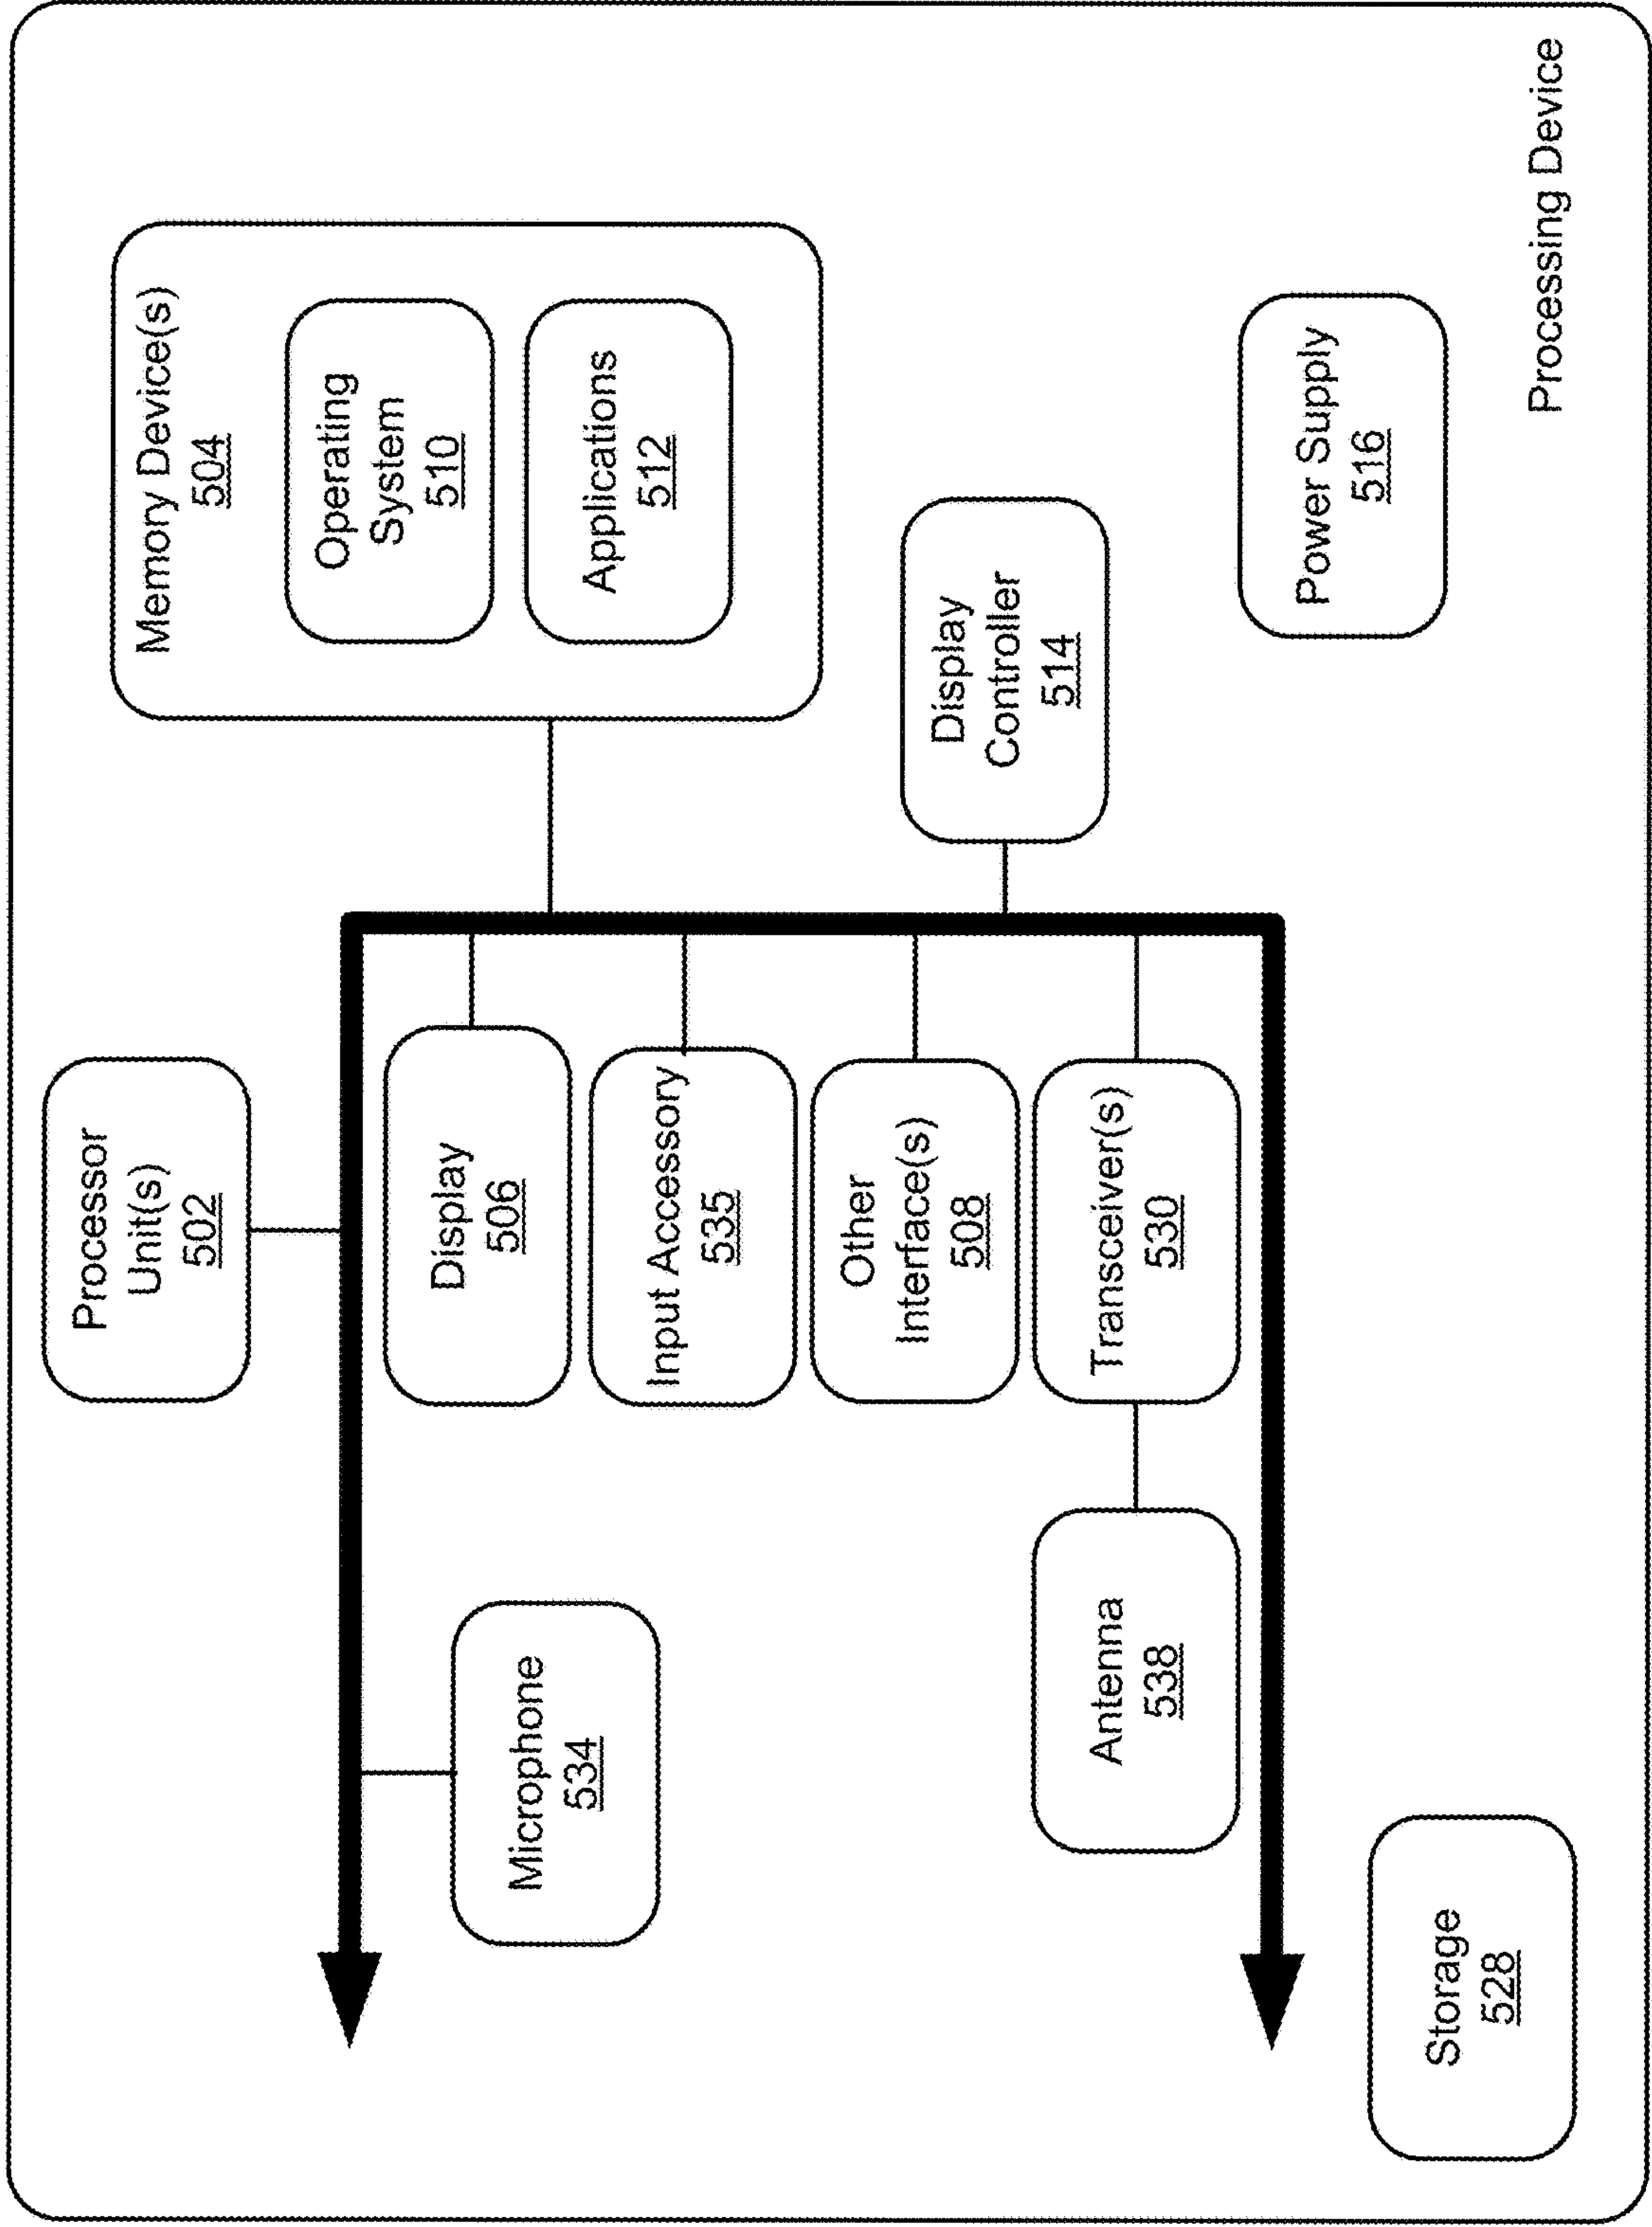 Processor
Unit(s)
502
Memory Device(s)
504
Operating
System
510
Applications
512
Display
506
Input Accessory
535
Other
Interface(s)
508
Transceiver(s)
530
Microphone
534
Antenna
538
Display
Controller
514
Power Supply
516
Storage
528
Processing Device